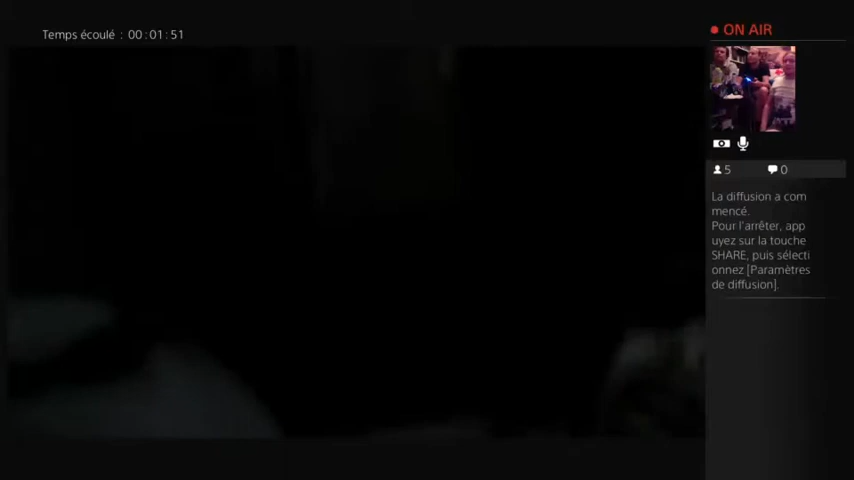 Temps écoulé : 00:01:51
ON AIR
5 0
La diffusion a com
mencé.
Pour l'arrêter, app
uyez sur la touche
SHARE, puis sélecti
onnez [Paramètres
de diffusion].